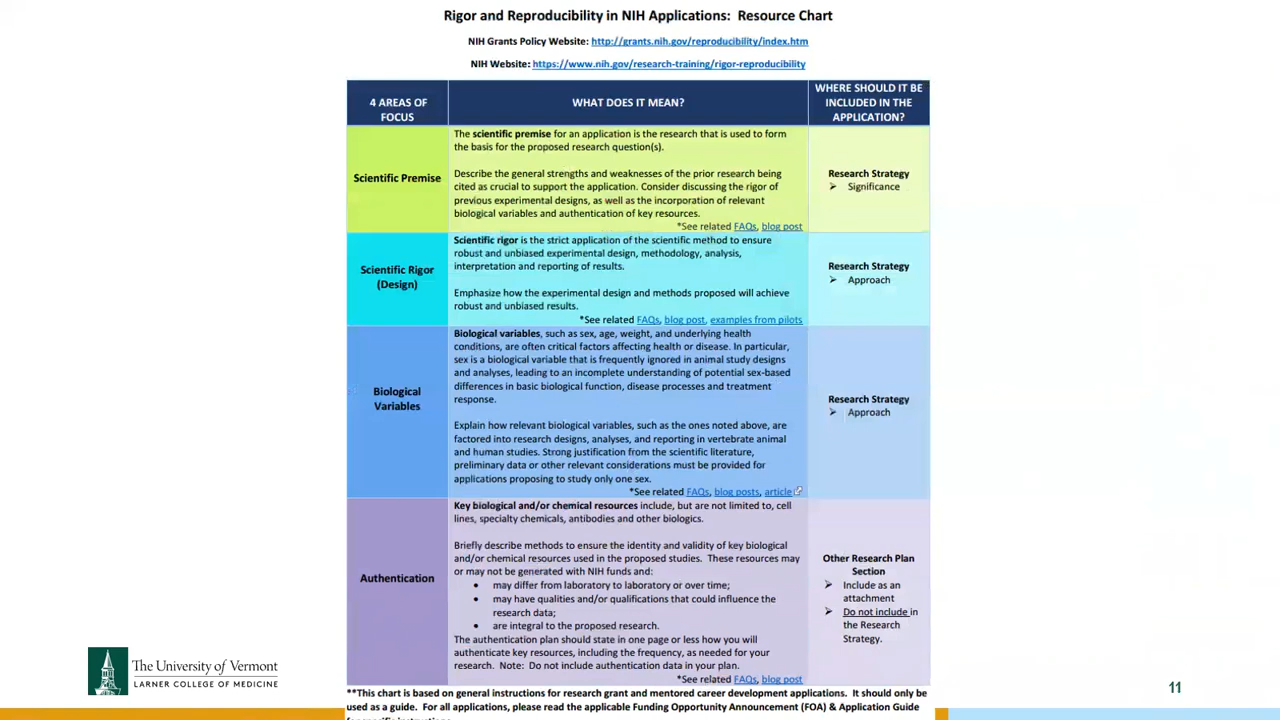 Rigor and Reproducibility in NIH Applications: Resource Chart
NIH Grants Policy Website: http://grants.nih.gov/reproducibility/index.htm
NIH Website: https://www.nih.gov/research-training/rigor-reproducibility
4 AREAS OF
FOCUS
WHAT DOES IT MEAN?
WHERE SHOULD IT BE
INCLUDED IN THE
APPLICATION?
Scientific Premise
The scientific premise for an application is the research that is used to form
the basis for the proposed research question(s).
Describe the general strengths and weaknesses of the prior research being
cited as crucial to support the application. Consider discussing the rigor of
previous experimental designs, as well as the incorporation of relevant
biological variables and authentication of key resources.
*See related FAQs, blog post
Research Strategy
➢ Significance
Scientific Rigor
(Design)
Scientific rigor is the strict application of the scientific method to ensure
robust and unbiased experimental design, methodology, analysis,
interpretation and reporting of results.
Emphasize how the experimental design and methods proposed will achieve
robust and unbiased results.
*See related FAQs, blog post, examples from pilots
Research Strategy
➢ Approach
Biological
Variables
Biological variables, such as sex, age, weight, and underlying health
conditions, are often critical factors affecting health or disease. In particular,
sex is a biological variable that is frequently ignored in animal study designs
and analyses, leading to an incomplete understanding of potential sex-based
differences in basic biological function, disease processes and treatment
response.
Explain how relevant biological variables, such as the ones noted above, are
factored into research designs, analyses, and reporting in vertebrate animal
and human studies. Strong justification from the scientific literature,
preliminary data or other relevant considerations must be provided for
applications proposing to study only one sex.
*See related FAQs, blog posts, article
Research Strategy
➢ Approach
Authentication
Key biological and/or chemical resources include, but are not limited to, cell
lines, specialty chemicals, antibodies and other biologics.
Briefly describe methods to ensure the identity and validity of key biological
and/or chemical resources used in the proposed studies. These resources may
or may not be generated with NIH funds and:
• may differ from laboratory to laboratory or over time;
• may have qualities and/or qualifications that could influence the
research data;
• are integral to the proposed research.
The authentication plan should state in one page or less how you will
authenticate key resources, including the frequency, as needed for your
research. Note: Do not include authentication data in your plan.
*See related FAQs, blog post
Other Research Plan
Section
➢ Include as an
attachment
➢ Do not include in
the Research
Strategy.
**This chart is based on general instructions for research grant and mentored career development applications. It should only be
used as a guide. For all applications, please read the applicable Funding Opportunity Announcement (FOA) & Application Guide
The University of Vermont
LARNER COLLEGE OF MEDICINE
11